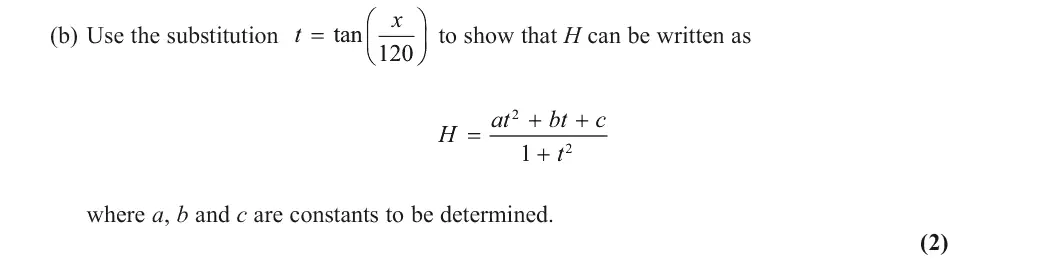 (b) Use the substitution t = tan(x/120) to show that H can be written as
H = (at² + bt + c)/(1 + t²)
where a, b and c are constants to be determined.
(2)